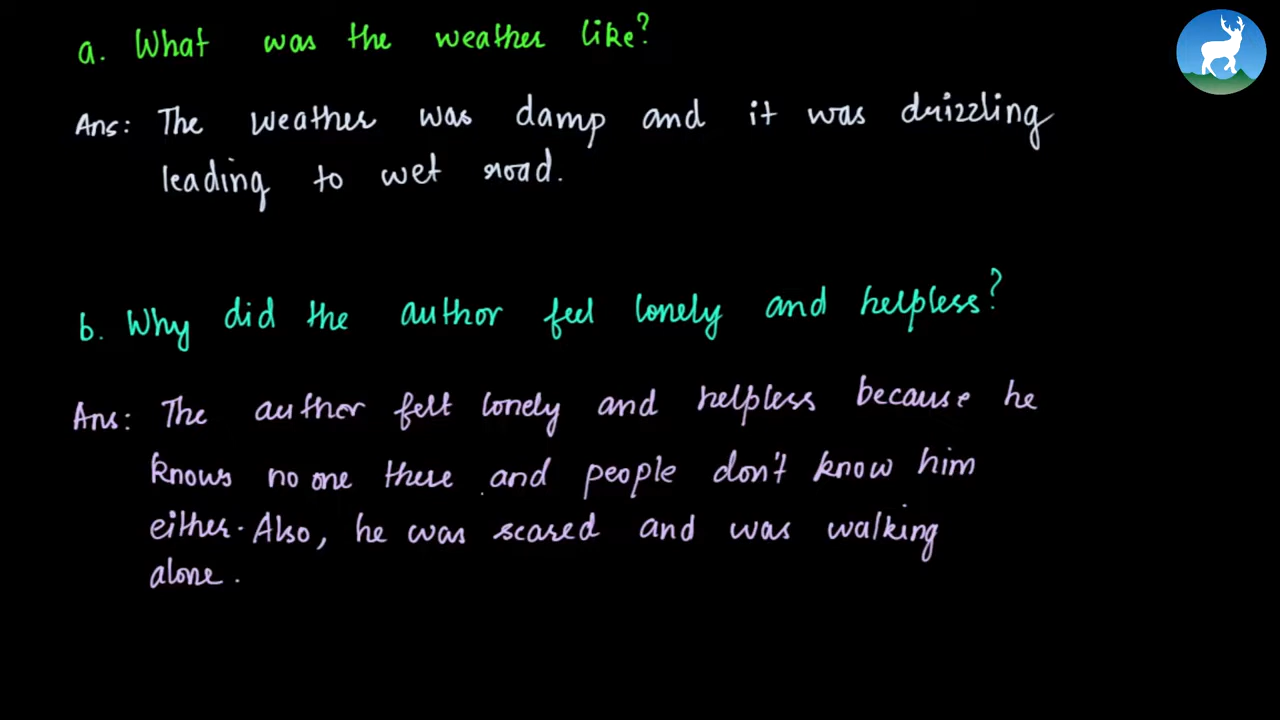 a. What was the weather like?
Ans: The weather was damp and it was drizzling
leading to wet road.
b. Why did the author feel lonely and helpless?
Ans: The author felt lonely and helpless because he
knows no one there and people don't know him
either. Also, he was scared and was walking
alone.